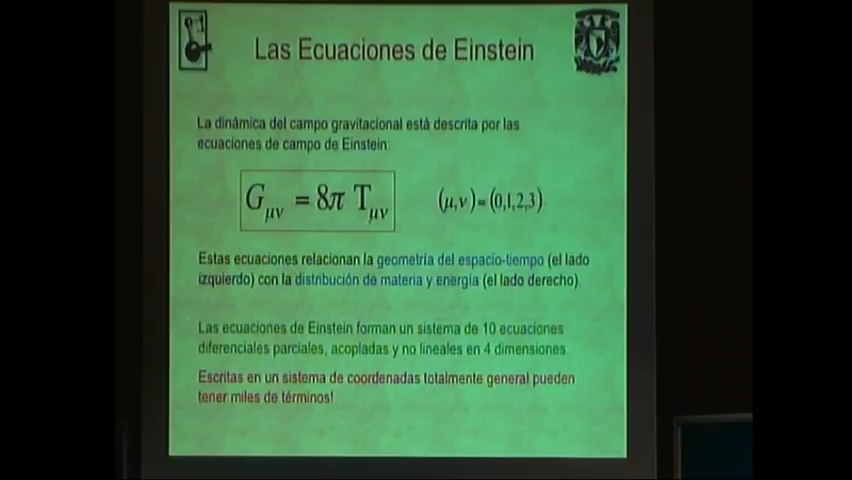 Las Ecuaciones de Einstein
La dinámica del campo gravitacional está descrita por las
ecuaciones de campo de Einstein:
Gμν = 8π Tμν
(μ,ν)=(0,1,2,3)
Estas ecuaciones relacionan la geometría del espacio-tiempo (el lado
izquierdo) con la distribución de materia y energía (el lado derecho).
Las ecuaciones de Einstein forman un sistema de 10 ecuaciones
diferenciales parciales, acopladas y no lineales en 4 dimensiones.
Escritas en un sistema de coordenadas totalmente general pueden
tener miles de términos!